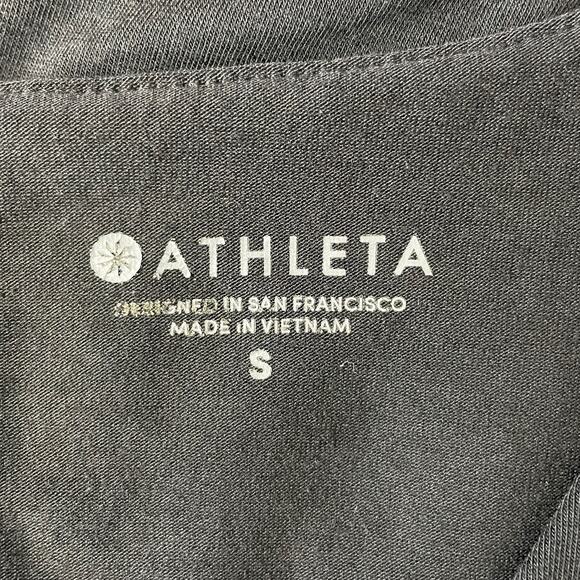 ATHLETA
DESIGNED IN SAN FRANCISCO
MADE IN VIETNAM
S